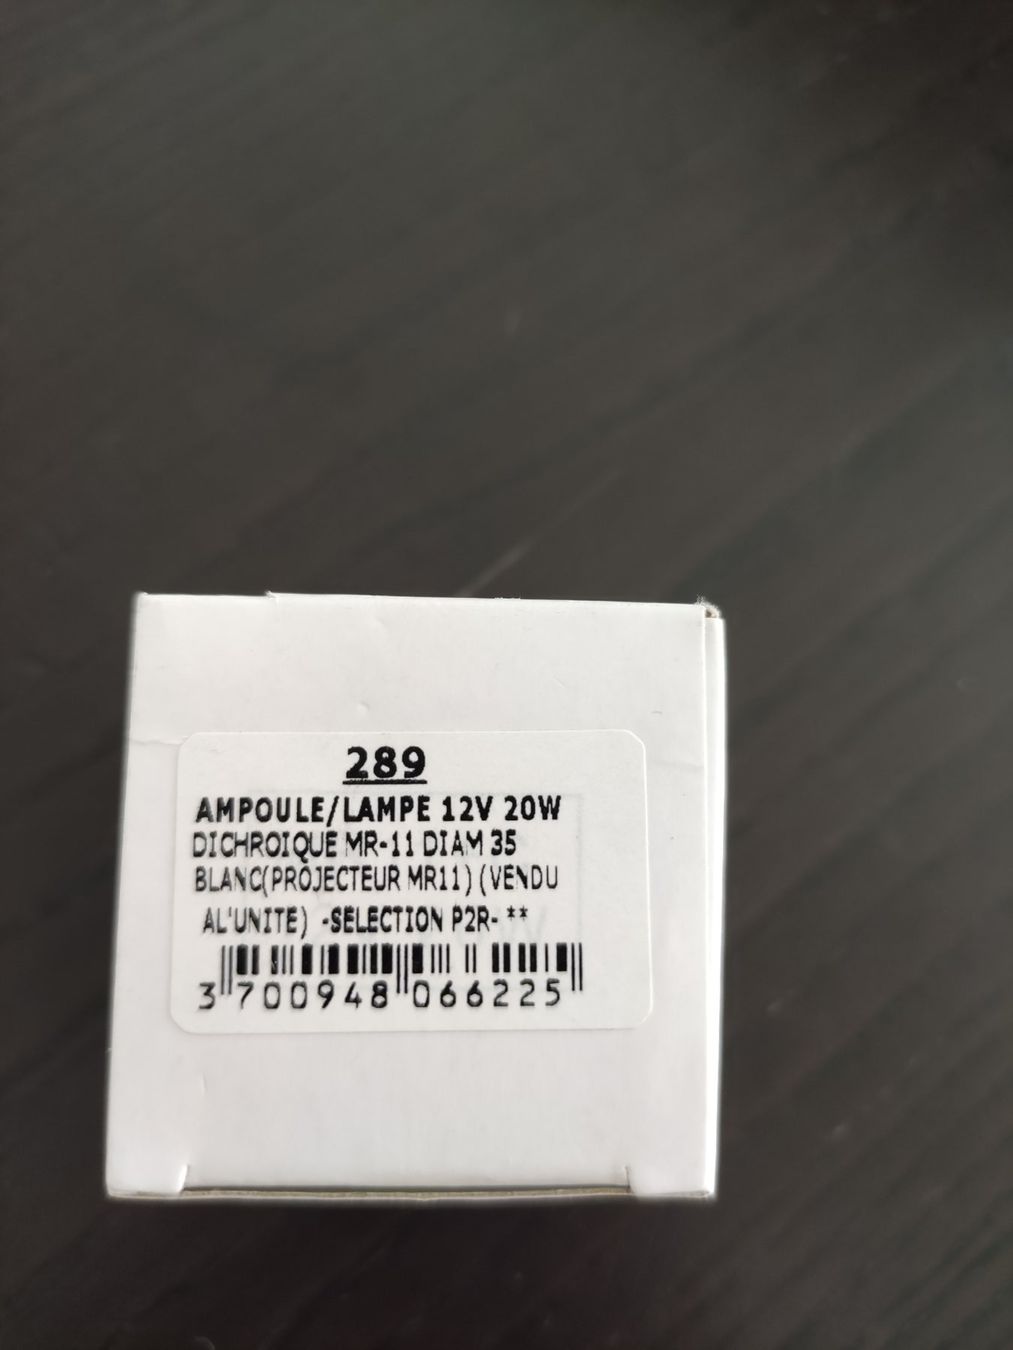 289
AMPOULE/LAMPE 12V 20W
DICHROIQUE MR-11 DIAM 35
BLANC(PROJECTEUR MR11) (VENDU
AL'UNITE) -SELECTION P2R- **
3 700948 066225